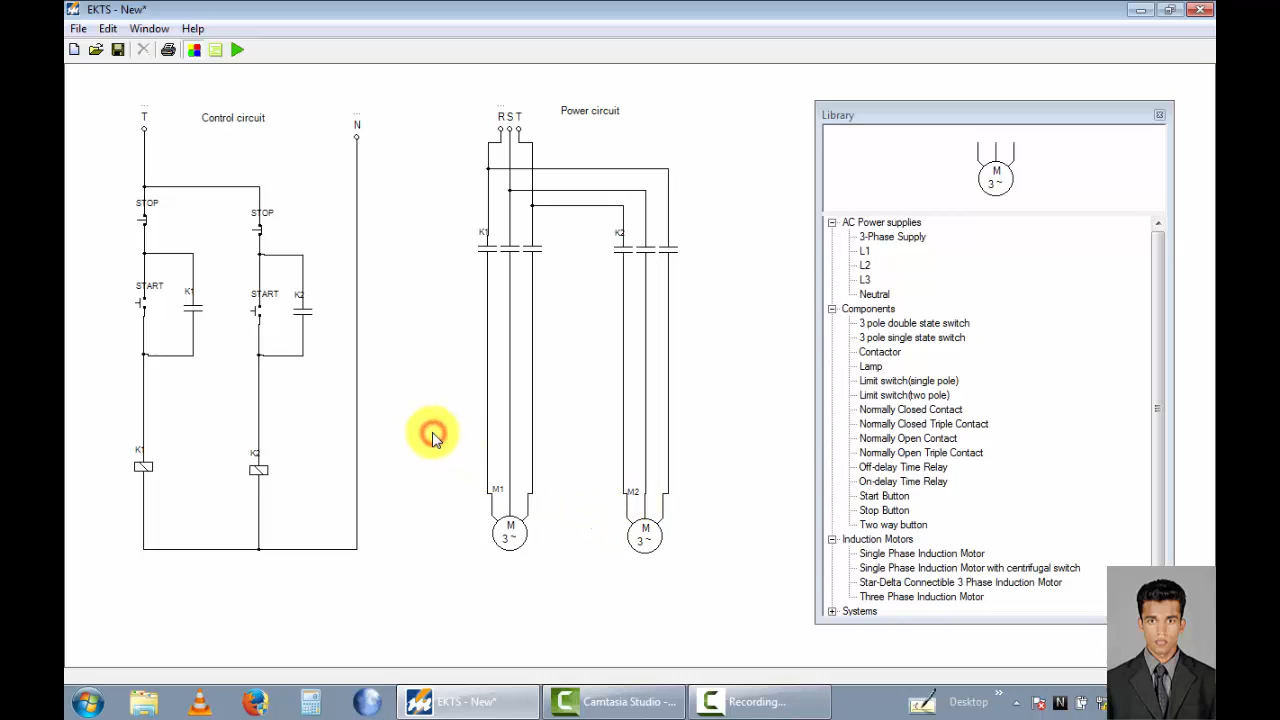 EKTS - New*
File Edit Window Help
...
T
Control circuit
...
N
STOP
STOP
START
K1
START
K2
K1
K2
...
R S T
Power circuit
K1
K2
M1
M
3 ~
M2
M
3 ~
Library
M
3 ~
AC Power supplies
3-Phase Supply
L1
L2
L3
Neutral
Components
3 pole double state switch
3 pole single state switch
Contactor
Lamp
Limit switch(single pole)
Limit switch(two pole)
Normally Closed Contact
Normally Closed Triple Contact
Normally Open Contact
Normally Open Triple Contact
Off-delay Time Relay
On-delay Time Relay
Start Button
Stop Button
Two way button
Induction Motors
Single Phase Induction Motor
Single Phase Induction Motor with centrifugal switch
Star-Delta Connectible 3 Phase Induction Motor
Three Phase Induction Motor
Systems
EKTS - New*
Camtasia Studio -...
Recording...
Desktop
N